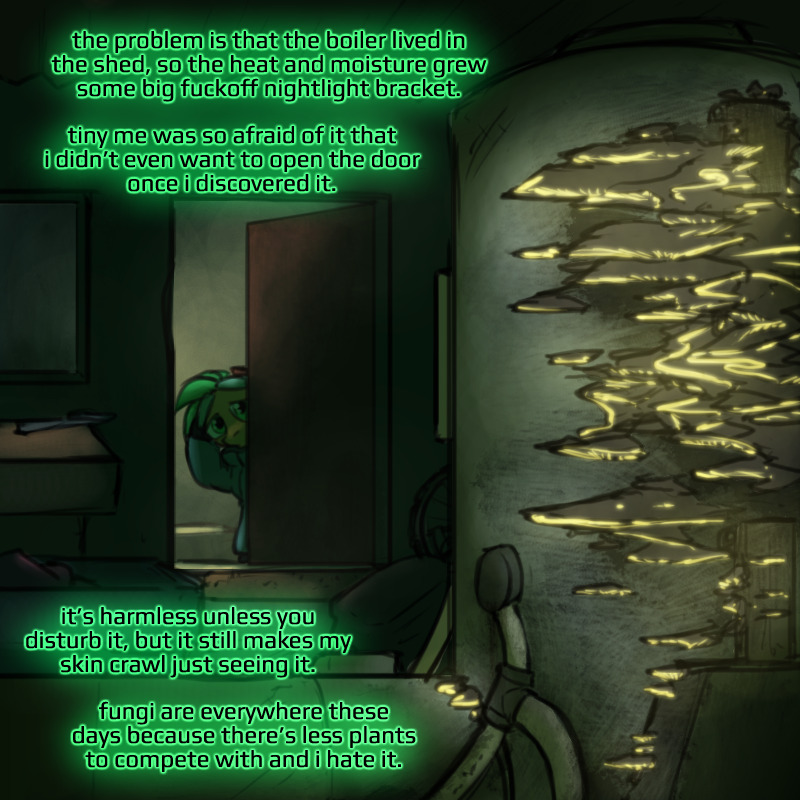 the problem is that the boiler lived in
the shed, so the heat and moisture grew
some big fuckoff nightlight bracket.
tiny me was so afraid of it that
i didn't even want to open the door
once i discovered it.
it's harmless unless you
disturb it, but it still makes my
skin crawl just seeing it.
fungi are everywhere these
days because there's less plants
to compete with and i hate it.